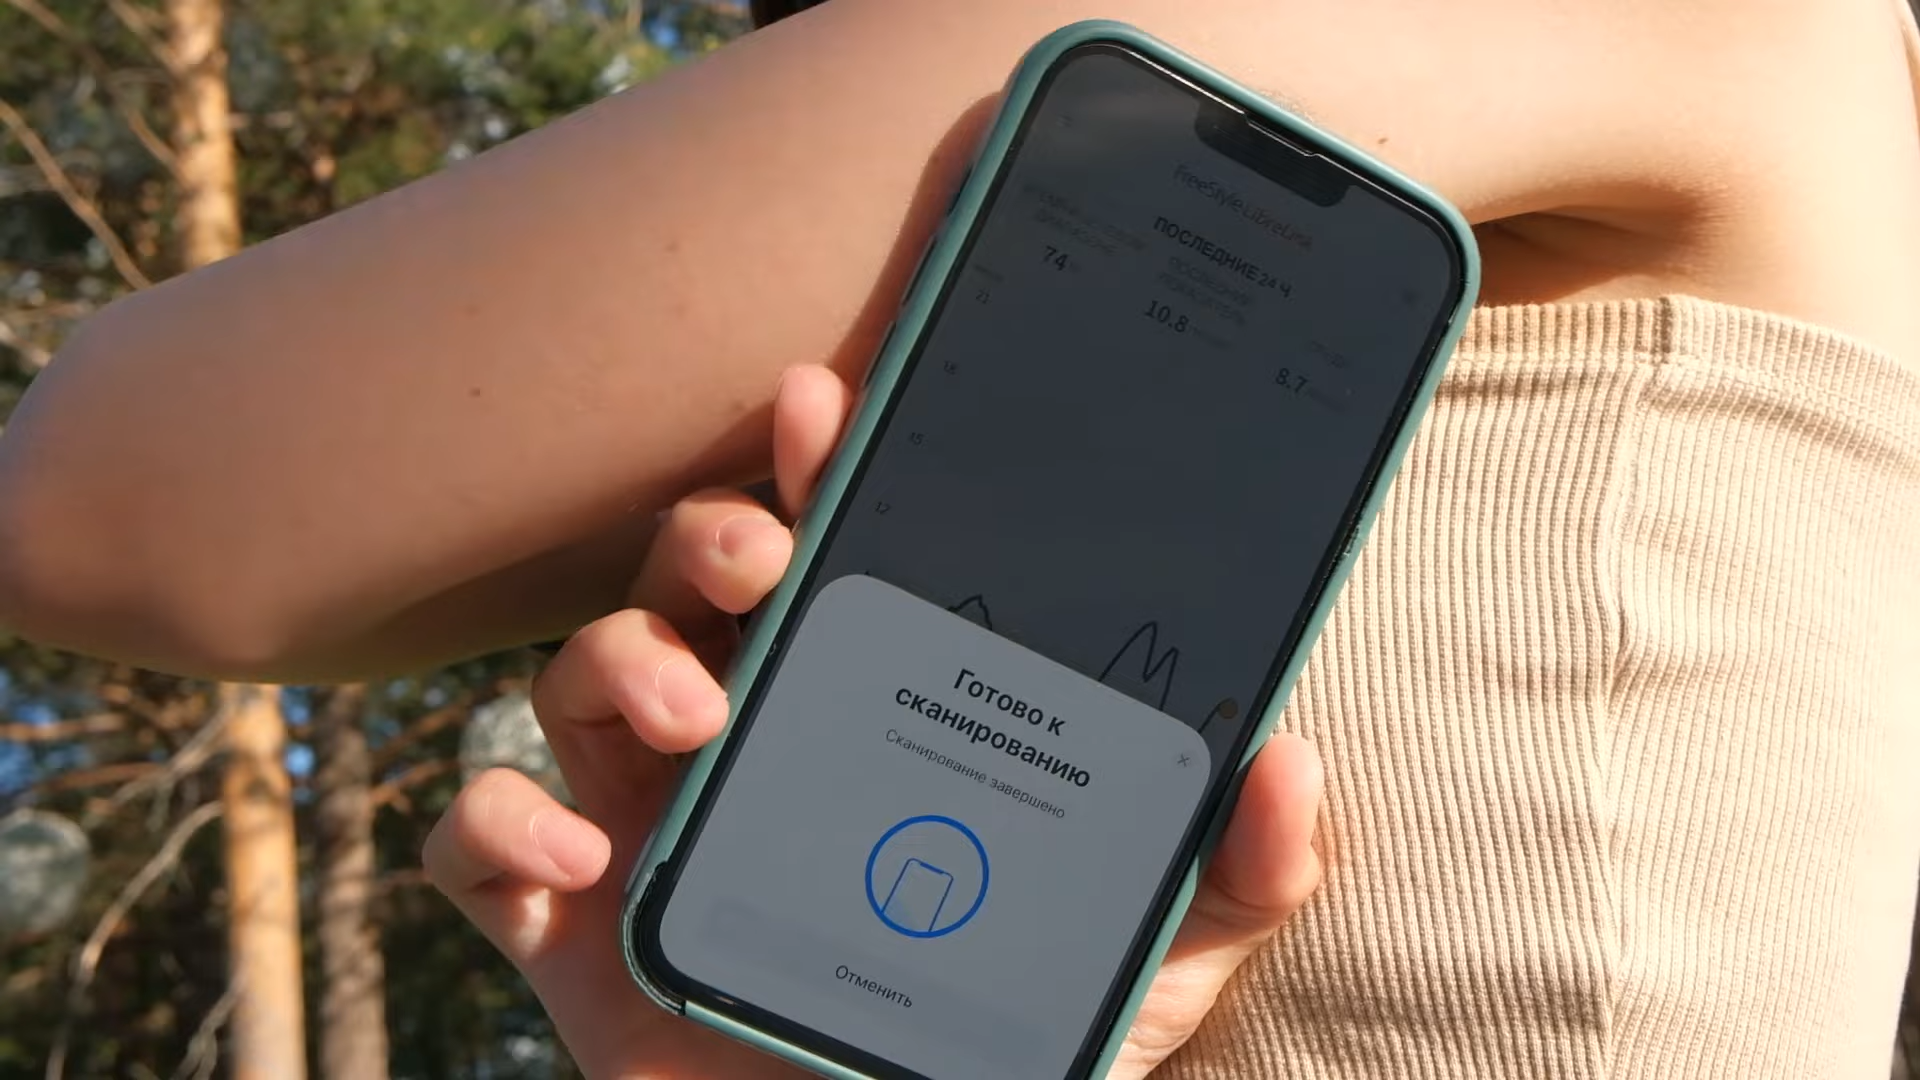 FreeStyle LibreLink
ПОСЛЕДНИЕ 24 Ч
74
10.8
8.7
21
18
15
12
Готово к
сканированию
Сканирование завершено
Отменить